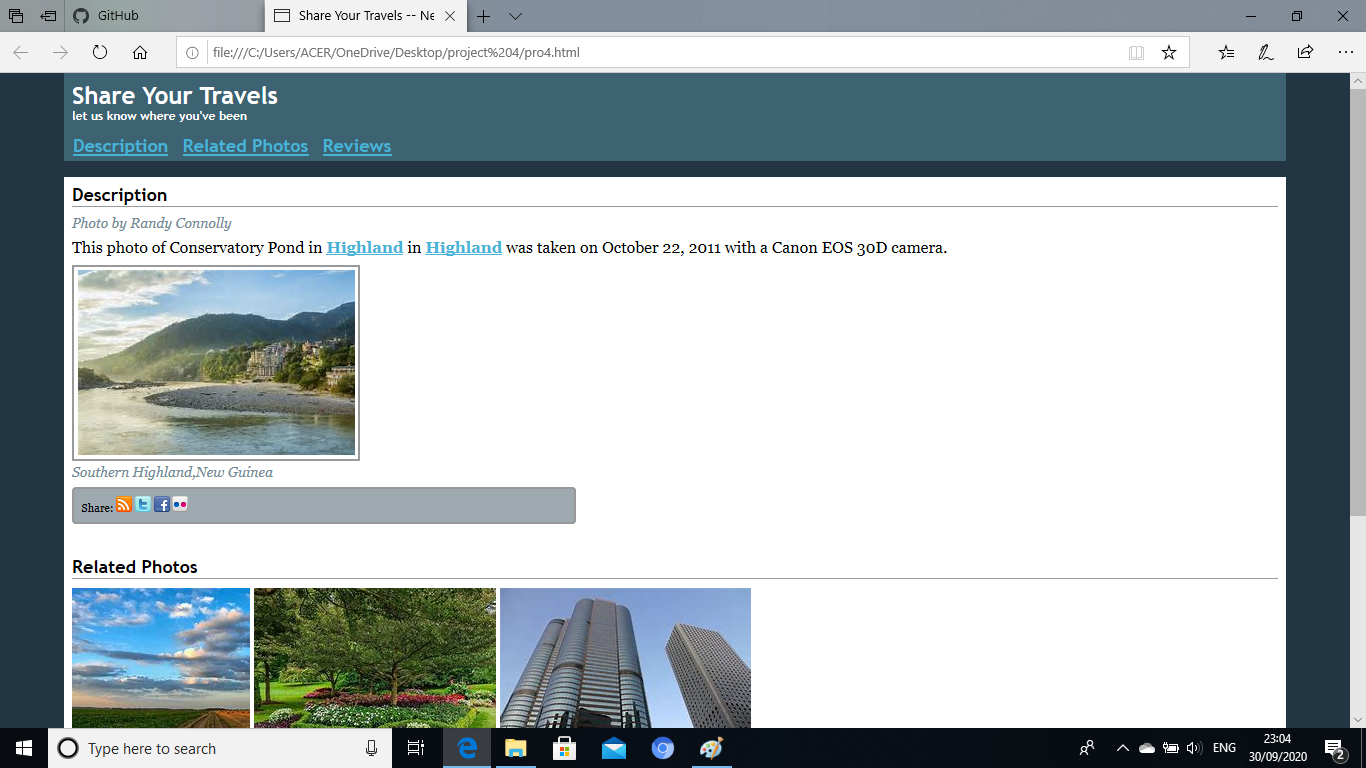 GitHub
Share Your Travels -- Ne
file:///C:/Users/ACER/OneDrive/Desktop/project%204/pro4.html
Share Your Travels
let us know where you've been
Description Related Photos Reviews
Description
Photo by Randy Connolly
This photo of Conservatory Pond in Highland in Highland was taken on October 22, 2011 with a Canon EOS 30D camera.
Southern Highland,New Guinea
Share:
Related Photos
Type here to search
ENG
23:04
30/09/2020
2